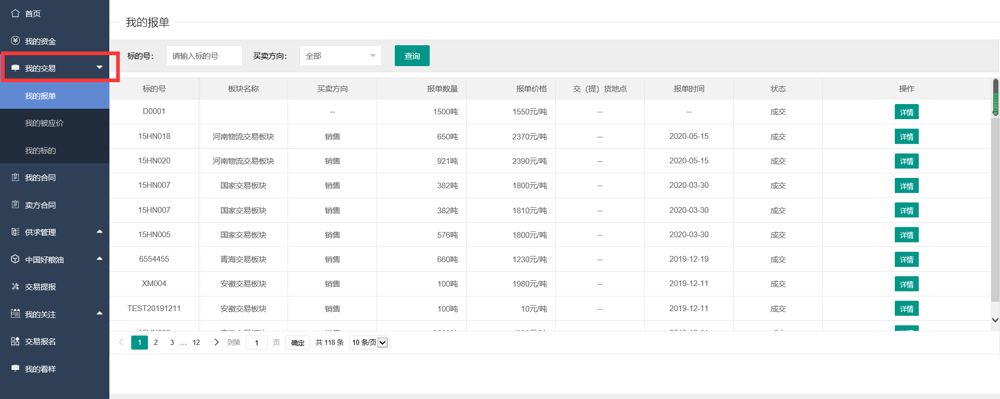 首页
我的资金
我的交易
我的报单
我的被应价
我的标的
我的合同
卖方合同
供求管理
中国好粮油
交易提报
我的关注
交易报名
我的看样
我的报单
标的号： 请输入标的号 买卖方向： 全部 查询
标的号 板块名称 买卖方向 报单数量 报单价格 交（提）货地点 报单时间 状态 操作
D0001 -- 1500吨 1550元/吨 -- -- 成交 详情
15HN018 河南物流交易板块 销售 650吨 2370元/吨 -- 2020-05-15 成交 详情
15HN020 河南物流交易板块 销售 921吨 2390元/吨 -- 2020-05-15 成交 详情
15HN007 国家交易板块 销售 382吨 1800元/吨 -- 2020-03-30 成交 详情
15HN007 国家交易板块 销售 382吨 1810元/吨 -- 2020-03-30 成交 详情
15HN005 国家交易板块 销售 576吨 1800元/吨 -- 2020-03-30 成交 详情
6554455 青海交易板块 销售 660吨 1230元/吨 -- 2019-12-19 成交 详情
XM004 安徽交易板块 销售 100吨 1980元/吨 -- 2019-12-11 成交 详情
TEST20191211 安徽交易板块 销售 100吨 10元/吨 -- 2019-12-11 成交 详情
1 2 3 … 12 到第 1 页 确定 共 118 条 10 条/页